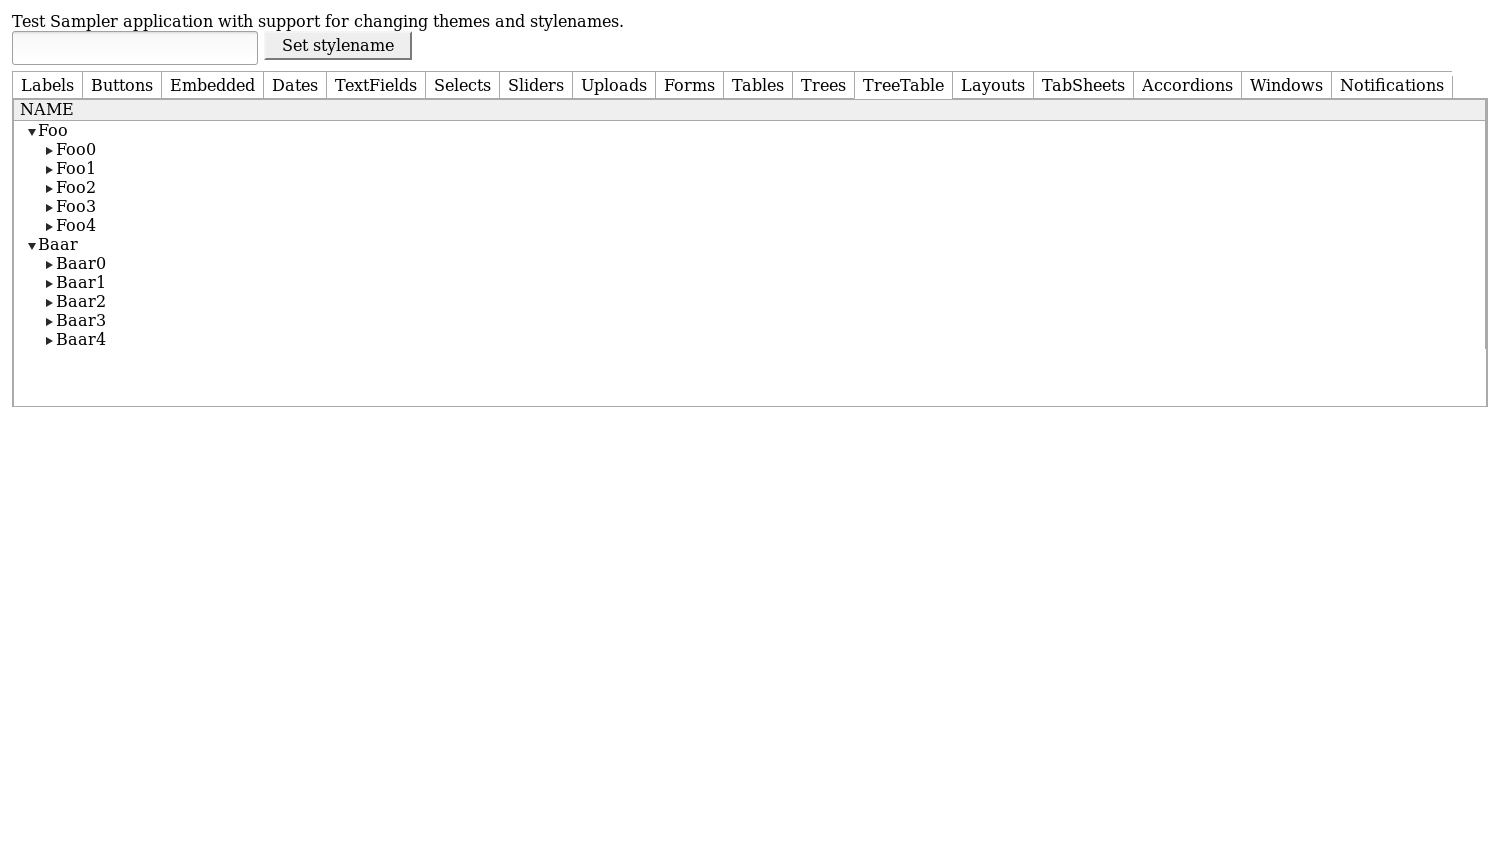 Test Sampler application with support for changing themes and stylenames.
Set stylename
Labels Buttons Embedded Dates TextFields Selects Sliders Uploads Forms Tables Trees TreeTable Layouts TabSheets Accordions Windows Notifications
NAME
Foo
Foo0
Foo1
Foo2
Foo3
Foo4
Baar
Baar0
Baar1
Baar2
Baar3
Baar4